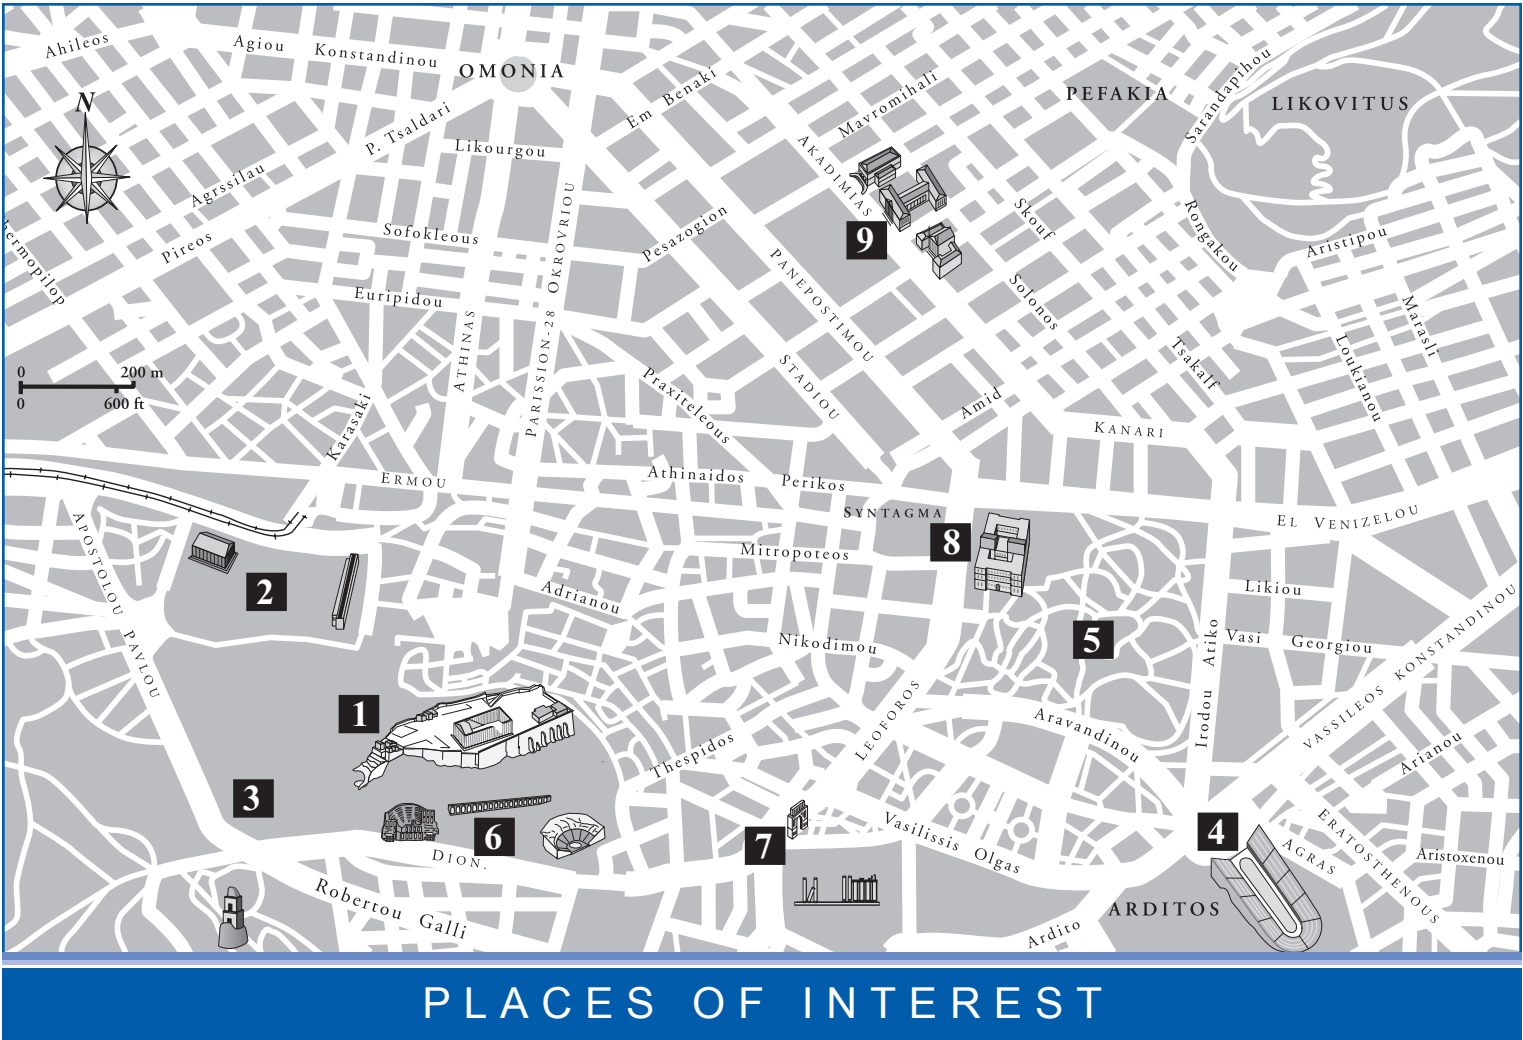 Ahileos
Agiou Konstandinou
OMONIA
Em Benaki
Mavromihali
PEFAKIA
Sarandapihou
LIKOVITUS
N
P. Tsaldari
Likourgou
AKADIMIAS
Agrssilau
Pireos
Sofokleous
OKROVRIOU
Pesazogion
9
Skouf
Rongakou
Aristipou
hermopilop
Euripidou
PARISSION-28
ATHINAS
PANEPOSTIMOU
Solonos
Marasli
0 200 m
0 600 ft
Karasaki
Praxiteleous
STADIOU
Amid
Tsakalf
Loukianou
KANARI
ERMOU
Athinaidos Perikos
SYNTAGMA
EL VENIZELOU
APOSTOLOU PAVLOU
2
8
Mitropoteos
Adrianou
Likiou
Nikodimou
5
Irodou Atiko
Vasi Georgiou
VASSILEOS KONSTANDINOU
1
LEOFOROS
Aravandinou
Thespidos
Arianou
3
6
7
4
DION.
Vasilissis Olgas
AGRAS
ERATOSTHENOUS
Aristoxenou
Robertou Galli
Ardito
ARDITOS
PLACES OF INTEREST